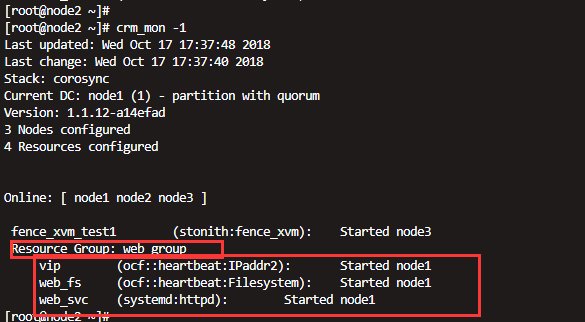 [root@node2 ~]#
[root@node2 ~]# crm_mon -1
Last updated: Wed Oct 17 17:37:48 2018
Last change: Wed Oct 17 17:37:40 2018
Stack: corosync
Current DC: node1 (1) - partition with quorum
Version: 1.1.12-a14efad
3 Nodes configured
4 Resources configured
Online: [ node1 node2 node3 ]
fence_xvm_test1 (stonith:fence_xvm): Started node3
Resource Group: web_group
vip (ocf::heartbeat:IPaddr2): Started node1
web_fs (ocf::heartbeat:Filesystem): Started node1
web_svc (systemd:httpd): Started node1
[root@node2 ~]#